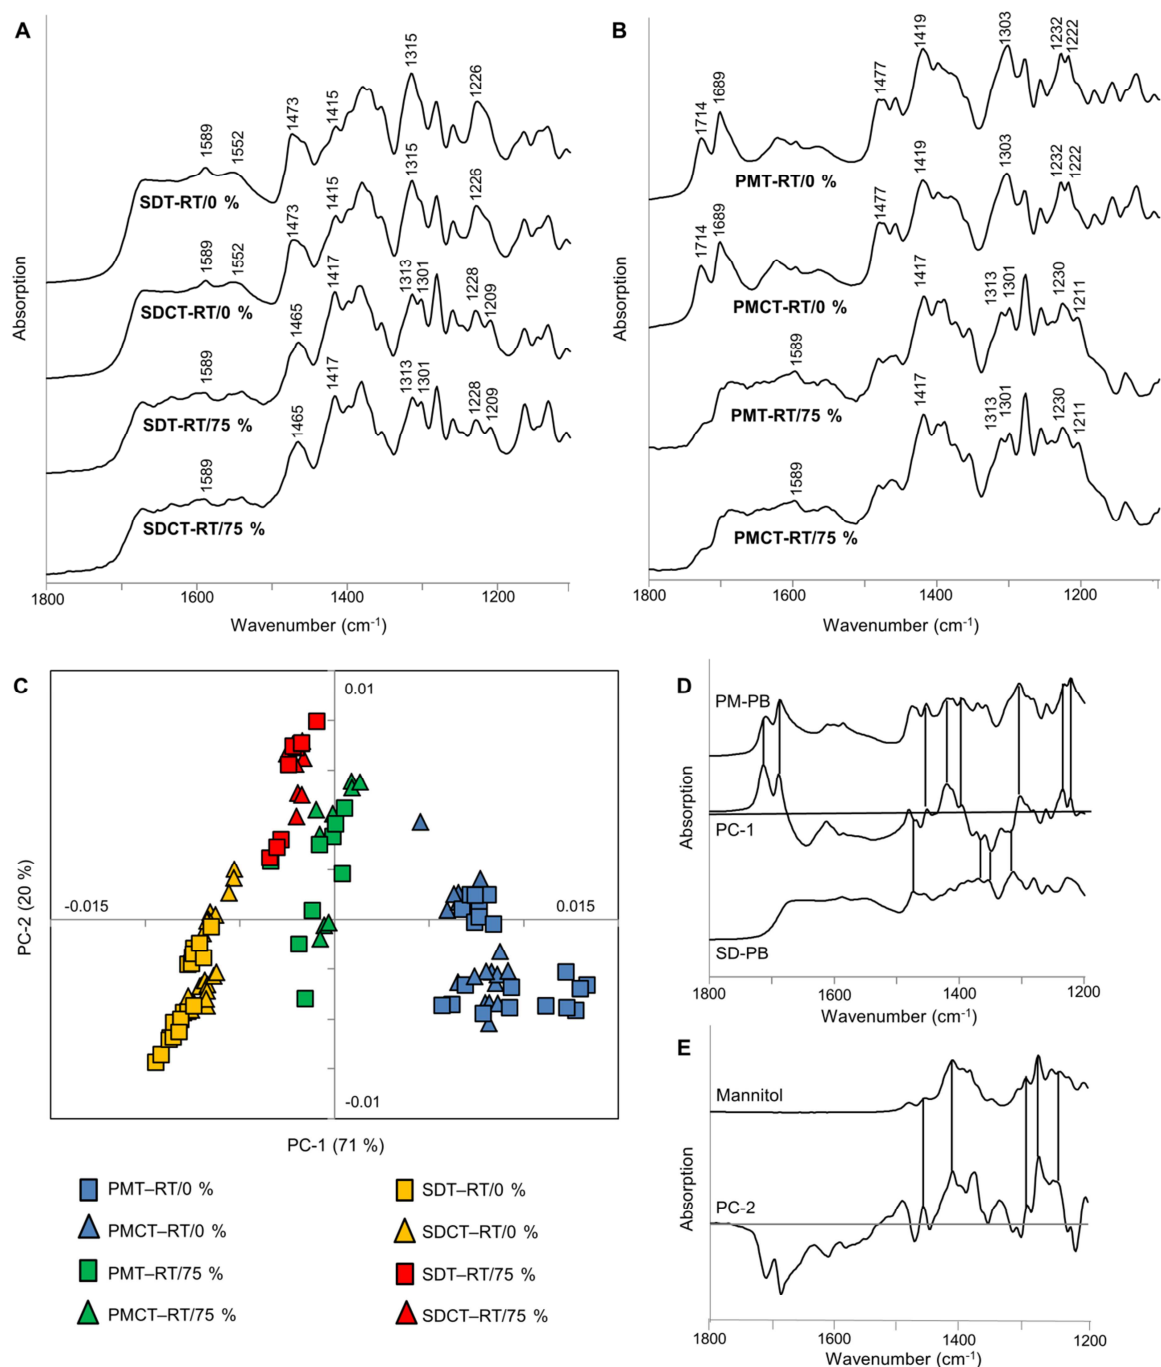 A
Absorption
1589
1552
1473
1415
1315
1226
SDT-RT/0 %
1589
1552
1473
1415
1315
1226
SDCT-RT/0 %
1589
1465
1417
1313
1301
1228
1209
SDT-RT/75 %
1589
1465
1417
1313
1301
1228
1209
SDCT-RT/75 %
1800
1600
1400
1200
Wavenumber (cm-1)
B
Absorption
1714
1689
1477
1419
1303
1232
1222
PMT-RT/0 %
1714
1689
1477
1419
1303
1232
1222
PMCT-RT/0 %
1589
1417
1313
1301
1230
1211
PMT-RT/75 %
1589
1417
1313
1301
1230
1211
PMCT-RT/75 %
1800
1600
1400
1200
Wavenumber (cm-1)
C
0.01
-0.015
0.015
-0.01
PC-2 (20 %)
PC-1 (71 %)
PMT–RT/0 %
PMCT–RT/0 %
PMT–RT/75 %
PMCT–RT/75 %
SDT–RT/0 %
SDCT–RT/0 %
SDT–RT/75 %
SDCT–RT/75 %
D
PM-PB
PC-1
SD-PB
Absorption
1800
1600
1400
1200
Wavenumber (cm-1)
E
Mannitol
PC-2
Absorption
1800
1600
1400
1200
Wavenumber (cm-1)